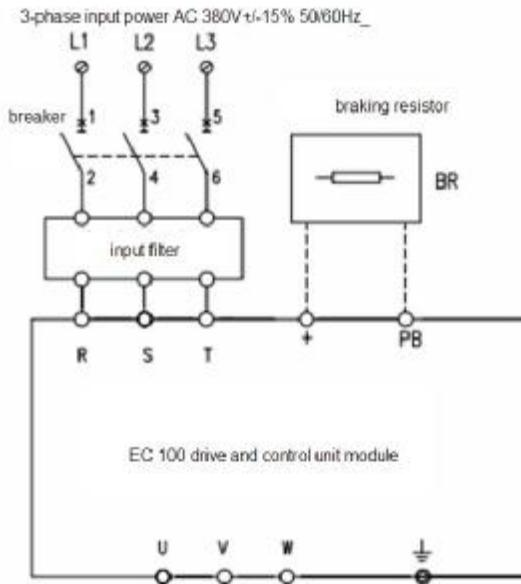 3-phase input power AC 380V+/-15% 50/60Hz_
L1 L2 L3
breaker 1 3 5
2 4 6
braking resistor
BR
input filter
R S T + PB
EC 100 drive and control unit module
U V W